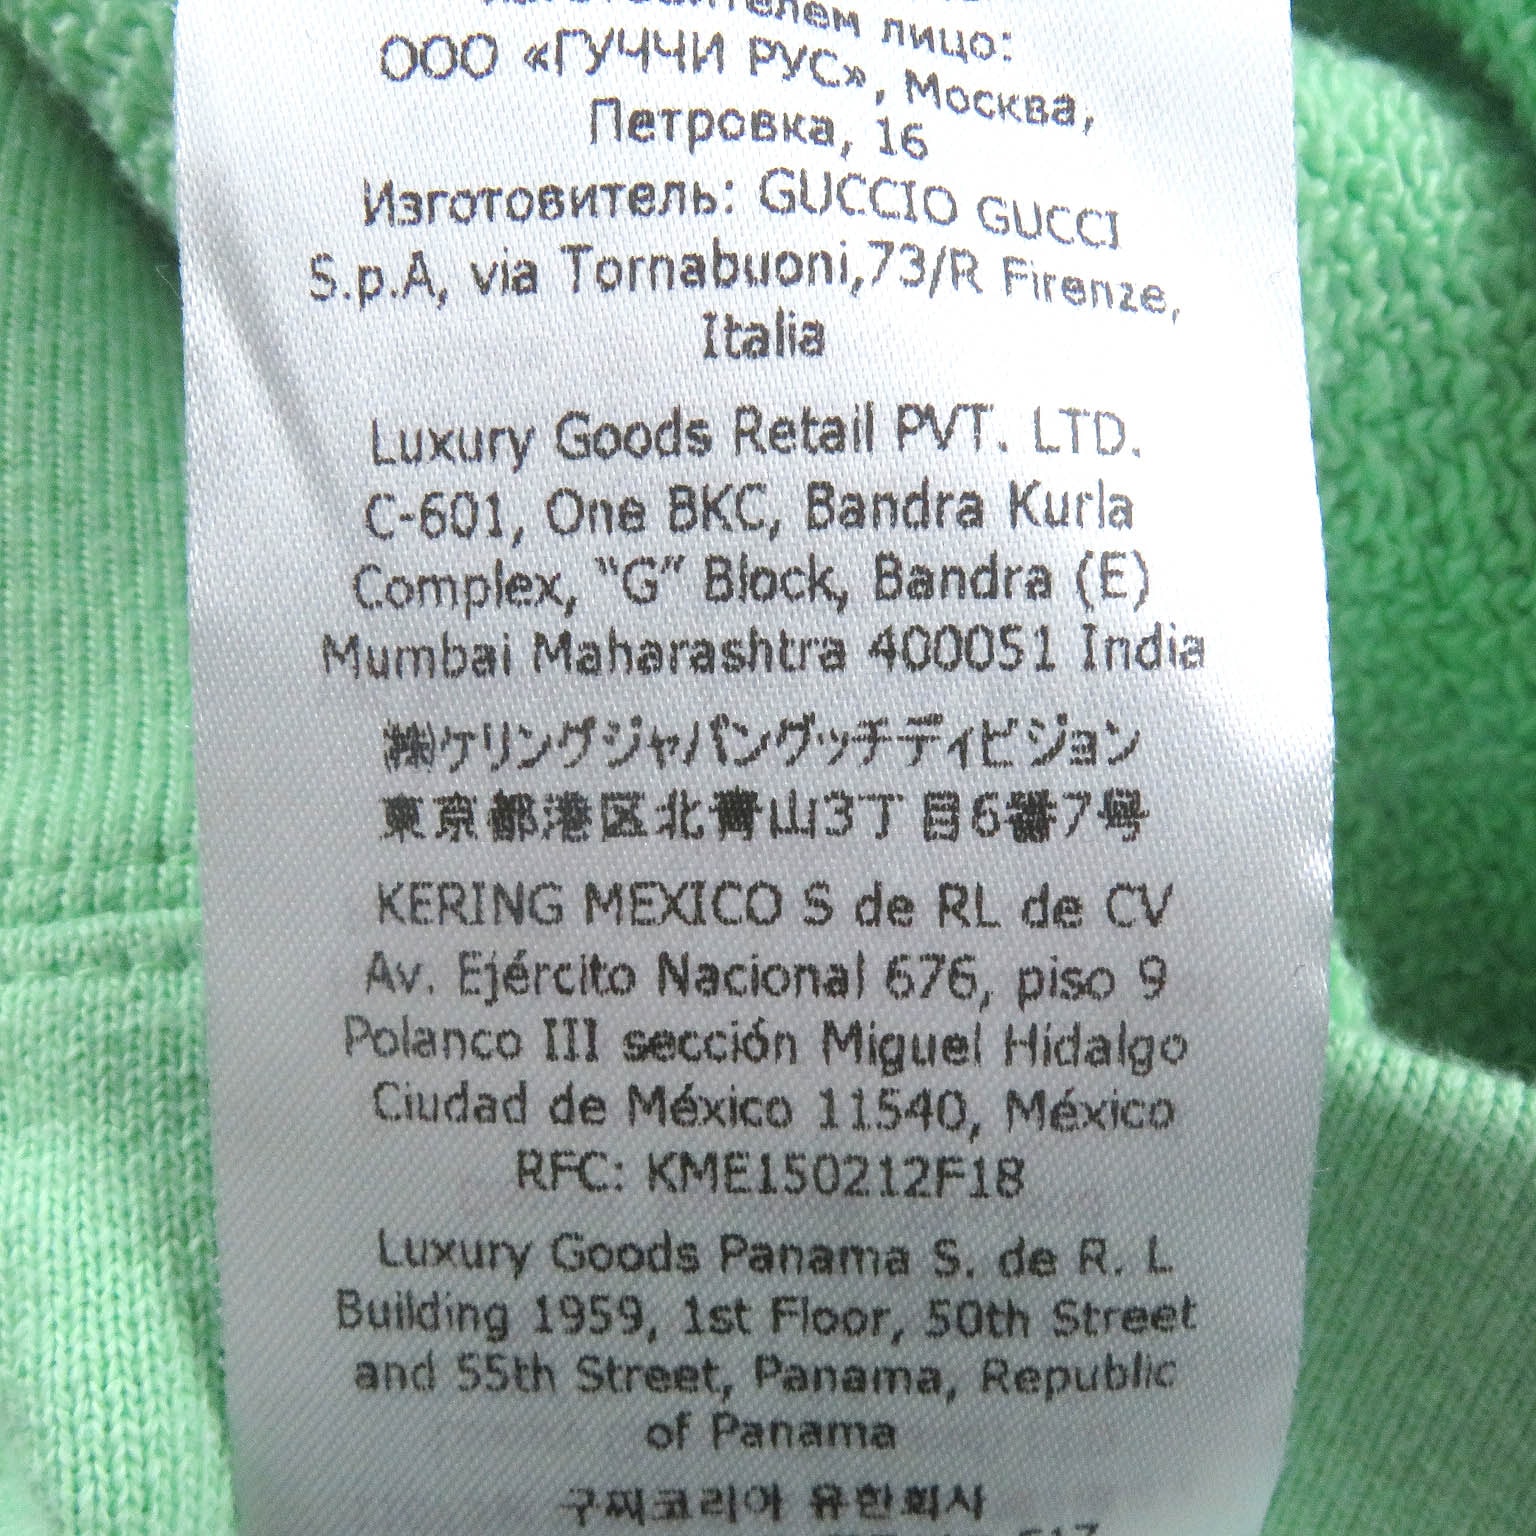 лицо:
ООО «ГУЧЧИ РУС», Москва,
Петровка, 16
Изготовитель: GUCCIO GUCCI
S.p.A, via Tornabuoni,73/R Firenze,
Italia
Luxury Goods Retail PVT. LTD.
C-601, One BKC, Bandra Kurla
Complex, “G” Block, Bandra (E)
Mumbai Maharashtra 400051 India
㈱ケリングジャパングッチディビジョン
東京都港区北青山3丁目6番7号
KERING MEXICO S de RL de CV
Av. Ejército Nacional 676, piso 9
Polanco III sección Miguel Hidalgo
Ciudad de México 11540, México
RFC: KME150212F18
Luxury Goods Panama S. de R. L
Building 1959, 1st Floor, 50th Street
and 55th Street, Panama, Republic
of Panama
구찌코리아 유한회사